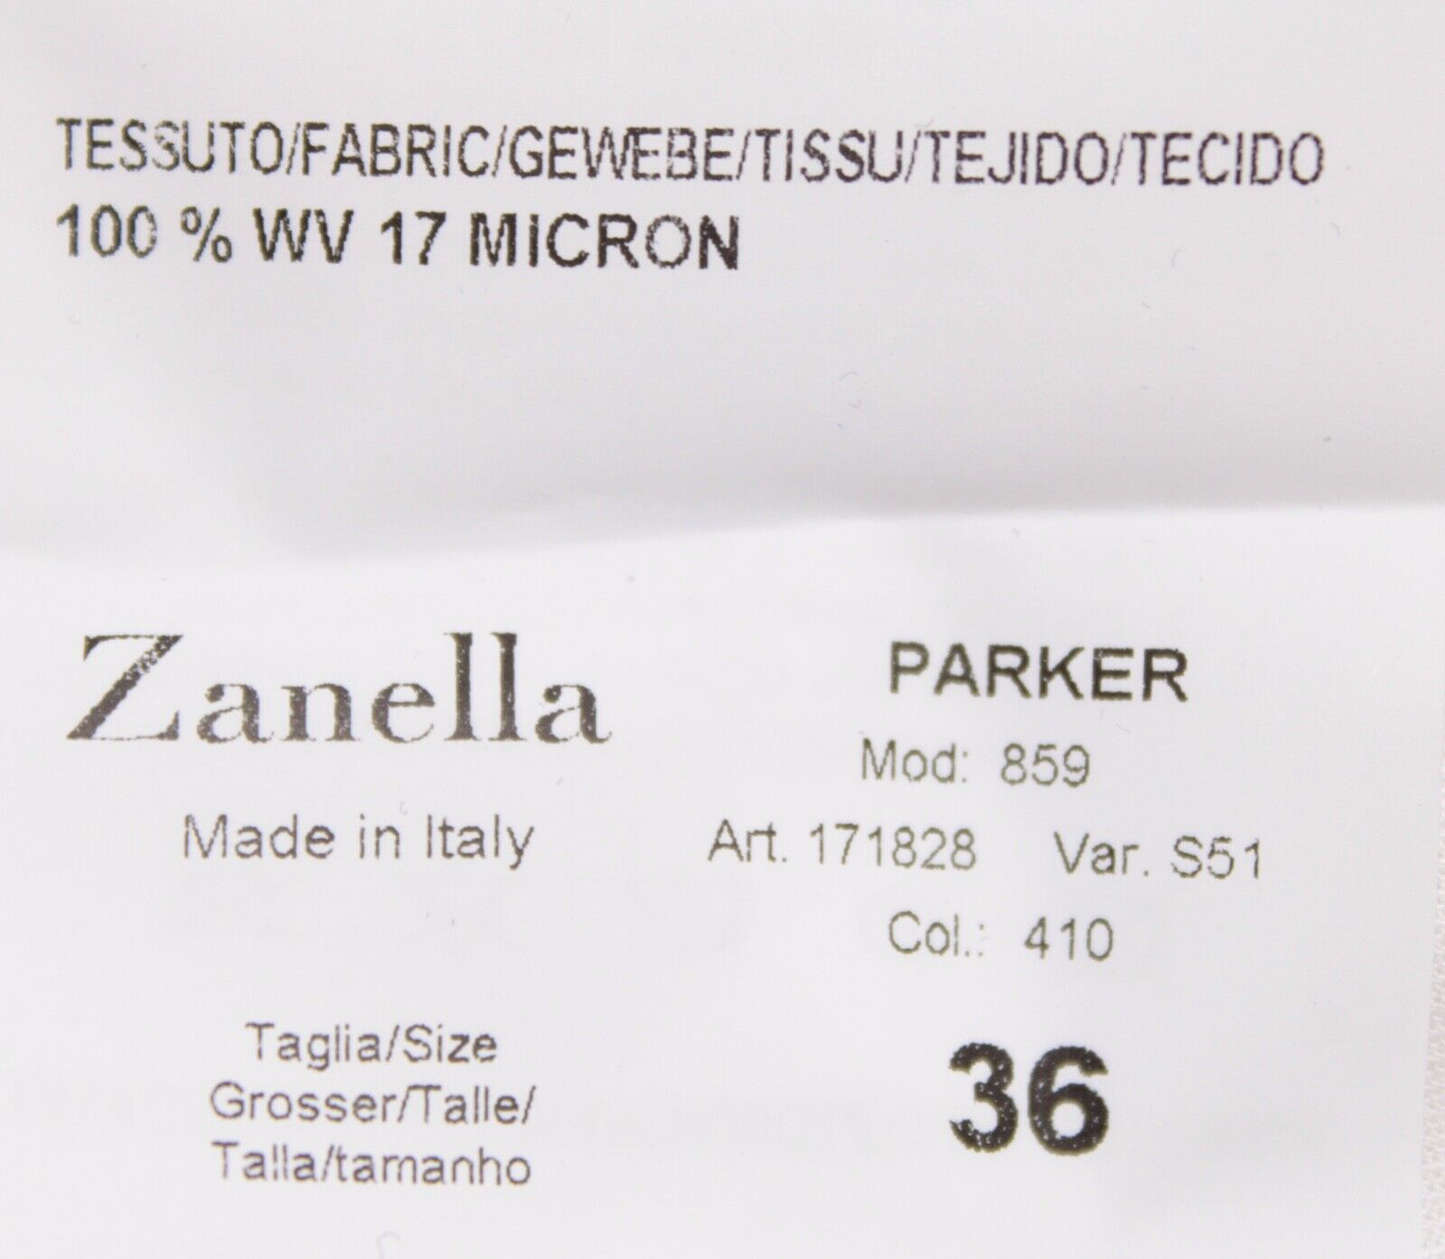 TESSUTO/FABRIC/GEWEBE/TISSU/TEJIDO/TECIDO
100 % WV 17 MICRON
Zanella
Made in Italy
PARKER
Mod: 859
Art. 171828 Var. S51
Col.: 410
Taglia/Size
Grosser/Talle/
Talla/tamanho
36